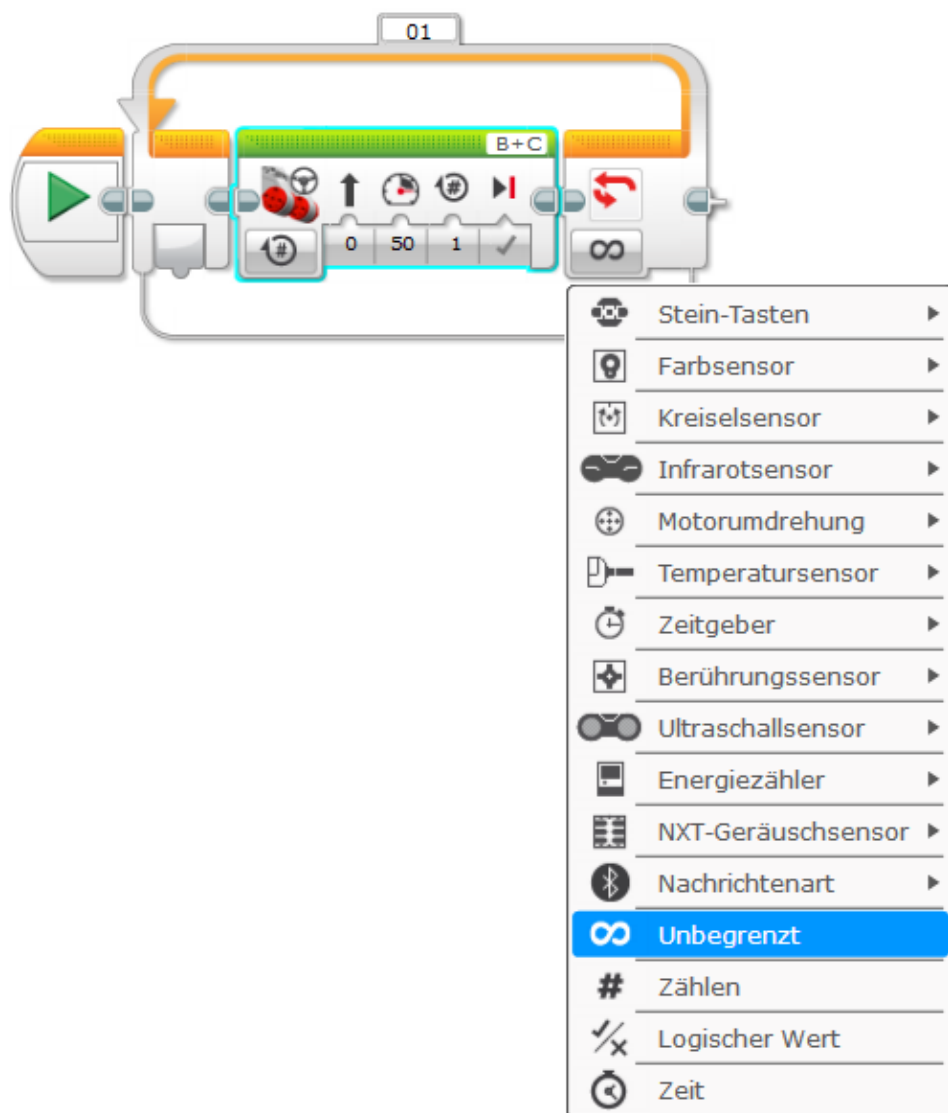 01
B+C
#
0 50 1
#
Stein-Tasten
Farbsensor
Kreiselsensor
Infrarotsensor
Motorumdrehung
Temperatursensor
Zeitgeber
Berührungssensor
Ultraschallsensor
Energiezähler
NXT-Geräuschsensor
Nachrichtenart
∞ Unbegrenzt
# Zählen
Logischer Wert
Zeit